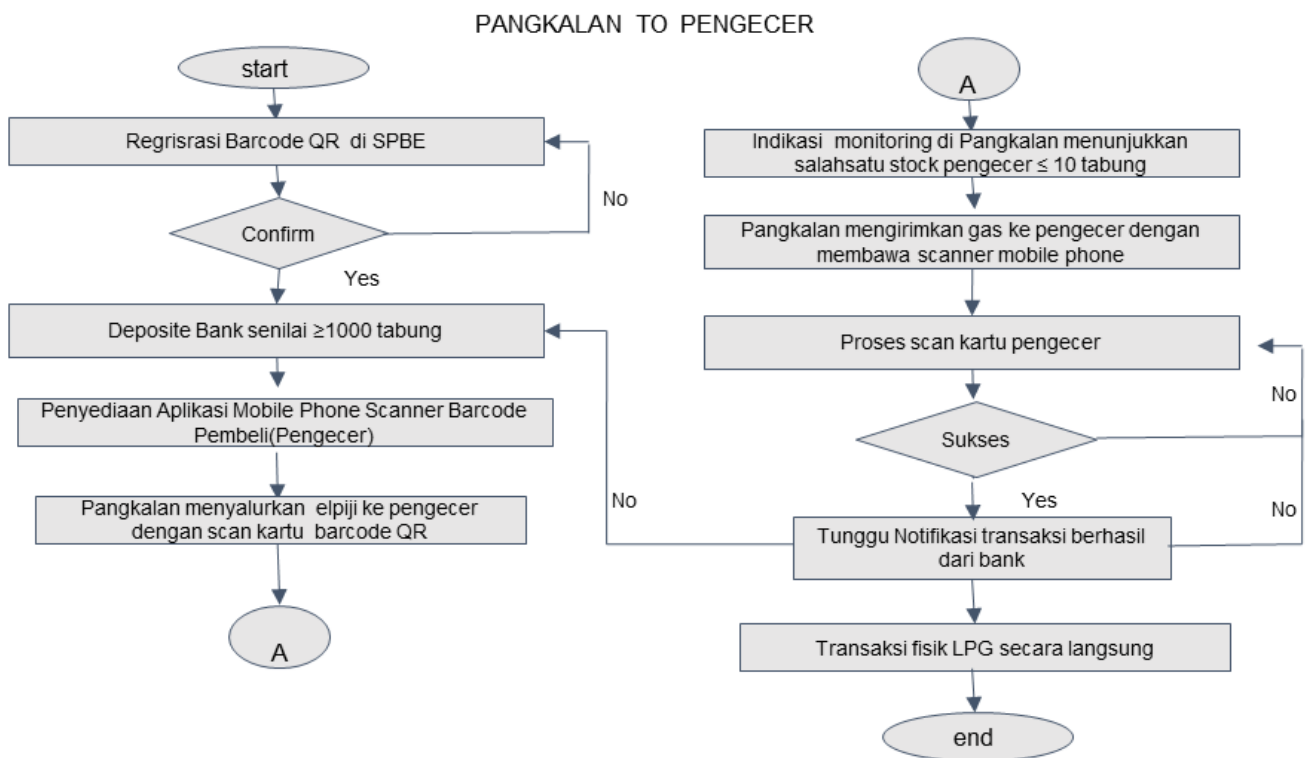 PANGKALAN TO PENGECER
start
Regrisrasi Barcode QR di SPBE
No
Confirm
Yes
Deposite Bank senilai ≥1000 tabung
Penyediaan Aplikasi Mobile Phone Scanner Barcode
Pembeli(Pengecer)
Pangkalan menyalurkan elpiji ke pengecer
dengan scan kartu barcode QR
A
A
Indikasi monitoring di Pangkalan menunjukkan
salahsatu stock pengecer ≤ 10 tabung
Pangkalan mengirimkan gas ke pengecer dengan
membawa scanner mobile phone
Proses scan kartu pengecer
No
Sukses
Yes
No
No
Tunggu Notifikasi transaksi berhasil
dari bank
Transaksi fisik LPG secara langsung
end